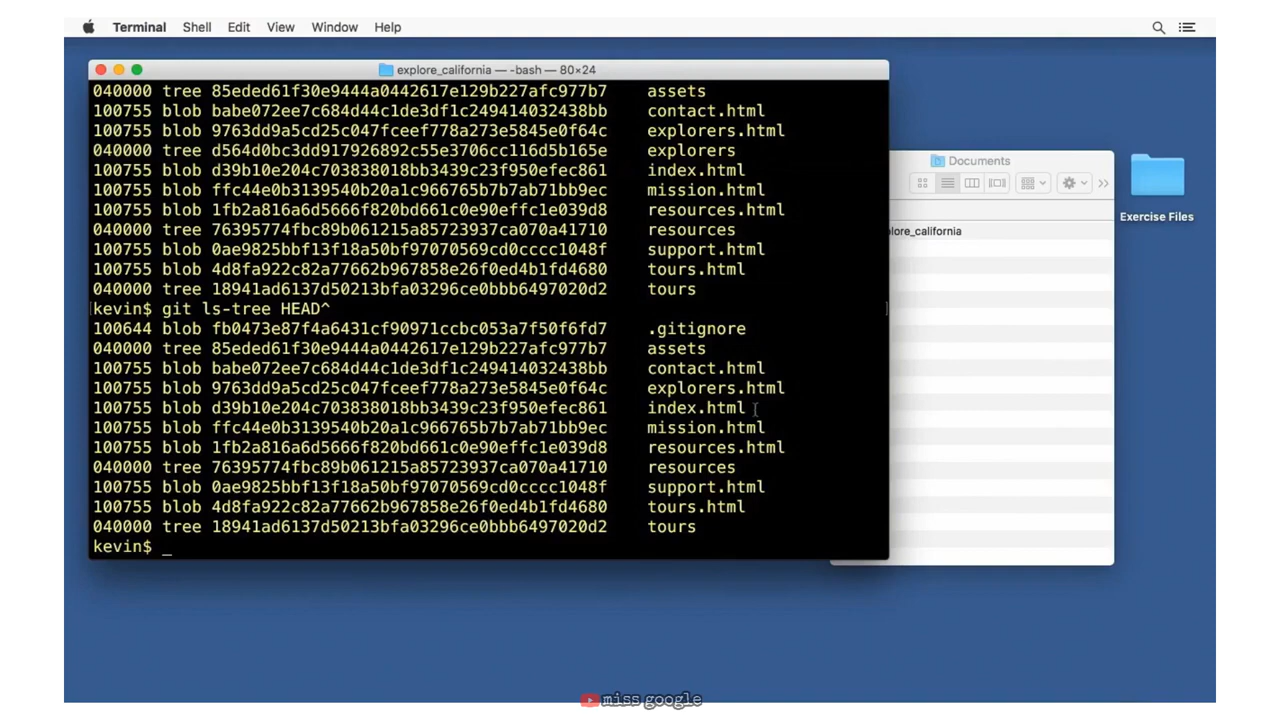 Terminal Shell Edit View Window Help
explore_california — -bash — 80×24
040000 tree 85eded61f30e9444a0442617e129b227afc977b7 assets
100755 blob babe072ee7c684d44c1de3df1c249414032438bb contact.html
100755 blob 9763dd9a5cd25c047fceef778a273e5845e0f64c explorers.html
040000 tree d564d0bc3dd917926892c55e3706cc116d5b165e explorers
100755 blob d39b10e204c703838018bb3439c23f950efec861 index.html
100755 blob ffc44e0b3139540b20a1c966765b7b7ab71bb9ec mission.html
100755 blob 1fb2a816a6d5666f820bd661c0e90effc1e039d8 resources.html
040000 tree 76395774fbc89b061215a85723937ca070a41710 resources
100755 blob 0ae9825bbf13f18a50bf97070569cd0cccc1048f support.html
100755 blob 4d8fa922c82a77662b967858e26f0ed4b1fd4680 tours.html
040000 tree 18941ad6137d50213bfa03296ce0bbb6497020d2 tours
kevin$ git ls-tree HEAD^
100644 blob fb0473e87f4a6431cf90971ccbc053a7f50f6fd7 .gitignore
040000 tree 85eded61f30e9444a0442617e129b227afc977b7 assets
100755 blob babe072ee7c684d44c1de3df1c249414032438bb contact.html
100755 blob 9763dd9a5cd25c047fceef778a273e5845e0f64c explorers.html
100755 blob d39b10e204c703838018bb3439c23f950efec861 index.html
100755 blob ffc44e0b3139540b20a1c966765b7b7ab71bb9ec mission.html
100755 blob 1fb2a816a6d5666f820bd661c0e90effc1e039d8 resources.html
040000 tree 76395774fbc89b061215a85723937ca070a41710 resources
100755 blob 0ae9825bbf13f18a50bf97070569cd0cccc1048f support.html
100755 blob 4d8fa922c82a77662b967858e26f0ed4b1fd4680 tours.html
040000 tree 18941ad6137d50213bfa03296ce0bbb6497020d2 tours
kevin$ _
Documents
lore_california
Exercise Files
miss google